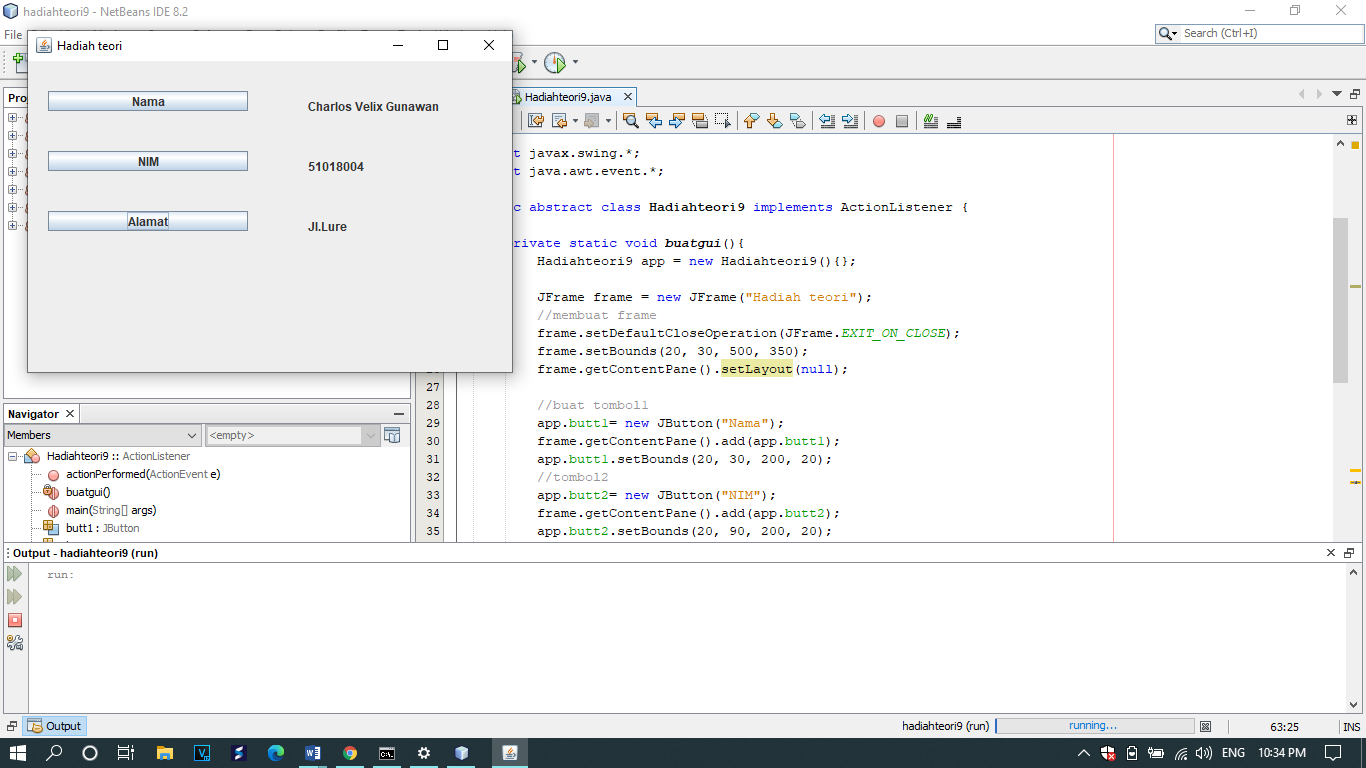 hadiahteori9 - NetBeans IDE 8.2
File
Search (Ctrl+I)
Hadiah teori
Nama
Charlos Velix Gunawan
NIM
51018004
Alamat
Jl.Lure
Pro
Hadiahteori9.java
t javax.swing.*;
t java.awt.event.*;
c abstract class Hadiahteori9 implements ActionListener {
rivate static void buatgui(){
Hadiahteori9 app = new Hadiahteori9(){};
JFrame frame = new JFrame("Hadiah teori");
//membuat frame
frame.setDefaultCloseOperation(JFrame.EXIT_ON_CLOSE);
frame.setBounds(20, 30, 500, 350);
frame.getContentPane().setLayout(null);
27
28 //buat tombol1
29 app.butt1= new JButton("Nama");
30 frame.getContentPane().add(app.butt1);
31 app.butt1.setBounds(20, 30, 200, 20);
32 //tombol2
33 app.butt2= new JButton("NIM");
34 frame.getContentPane().add(app.butt2);
35 app.butt2.setBounds(20, 90, 200, 20);
Navigator
Members
<empty>
Hadiahteori9 :: ActionListener
actionPerformed(ActionEvent e)
buatgui()
main(String[] args)
butt1 : JButton
Output - hadiahteori9 (run)
run:
Output
hadiahteori9 (run)
running...
63:25
INS
ENG
10:34 PM